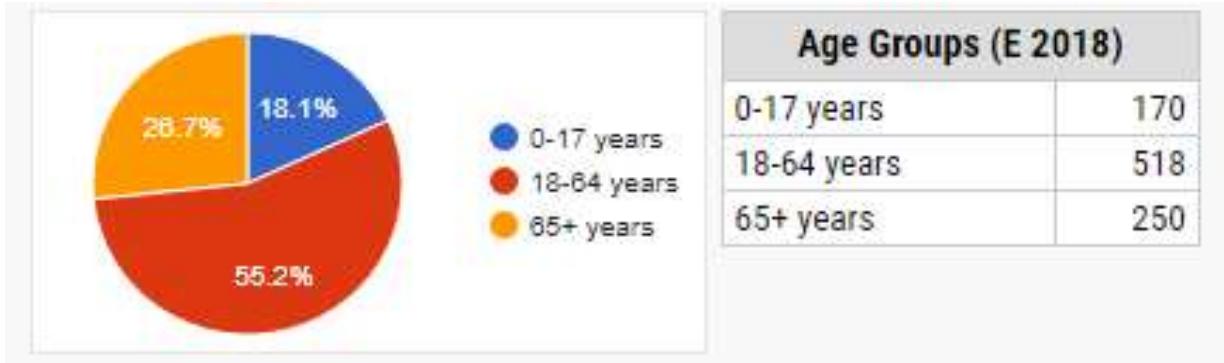 18.1%
26.7%
55.2%
0-17 years
18-64 years
65+ years
Age Groups (E 2018)
0-17 years 170
18-64 years 518
65+ years 250